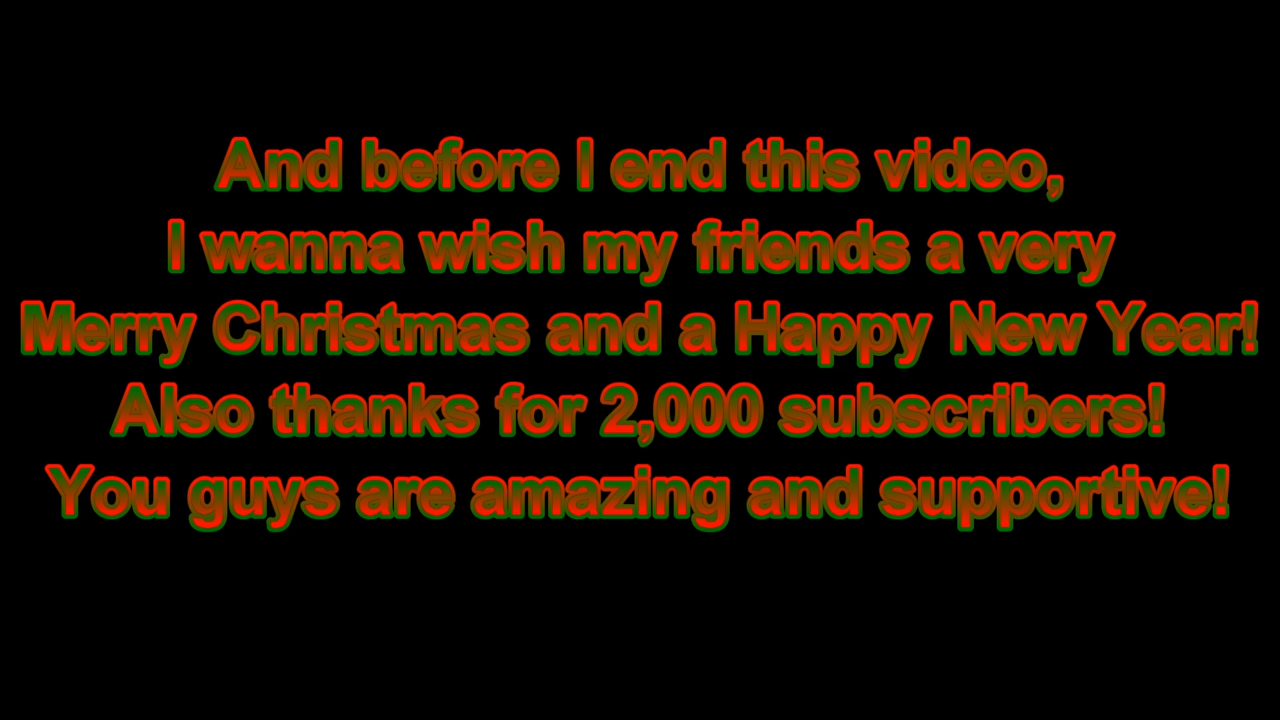 And before I end this video,
I wanna wish my friends a very
Merry Christmas and a Happy New Year!
Also thanks for 2,000 subscribers!
You guys are amazing and supportive!